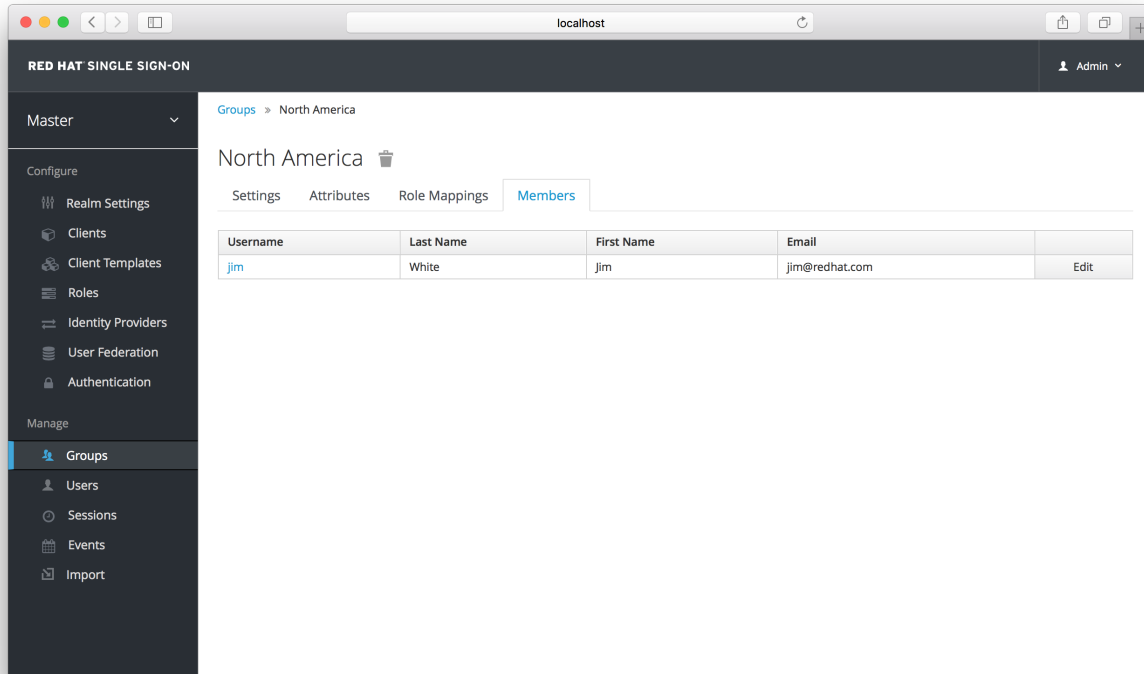 localhost
RED HAT SINGLE SIGN-ON
Admin
Master
Configure
Realm Settings
Clients
Client Templates
Roles
Identity Providers
User Federation
Authentication
Manage
Groups
Users
Sessions
Events
Import
Groups » North America
North America
Settings Attributes Role Mappings Members
Username Last Name First Name Email
jim White Jim jim@redhat.com Edit